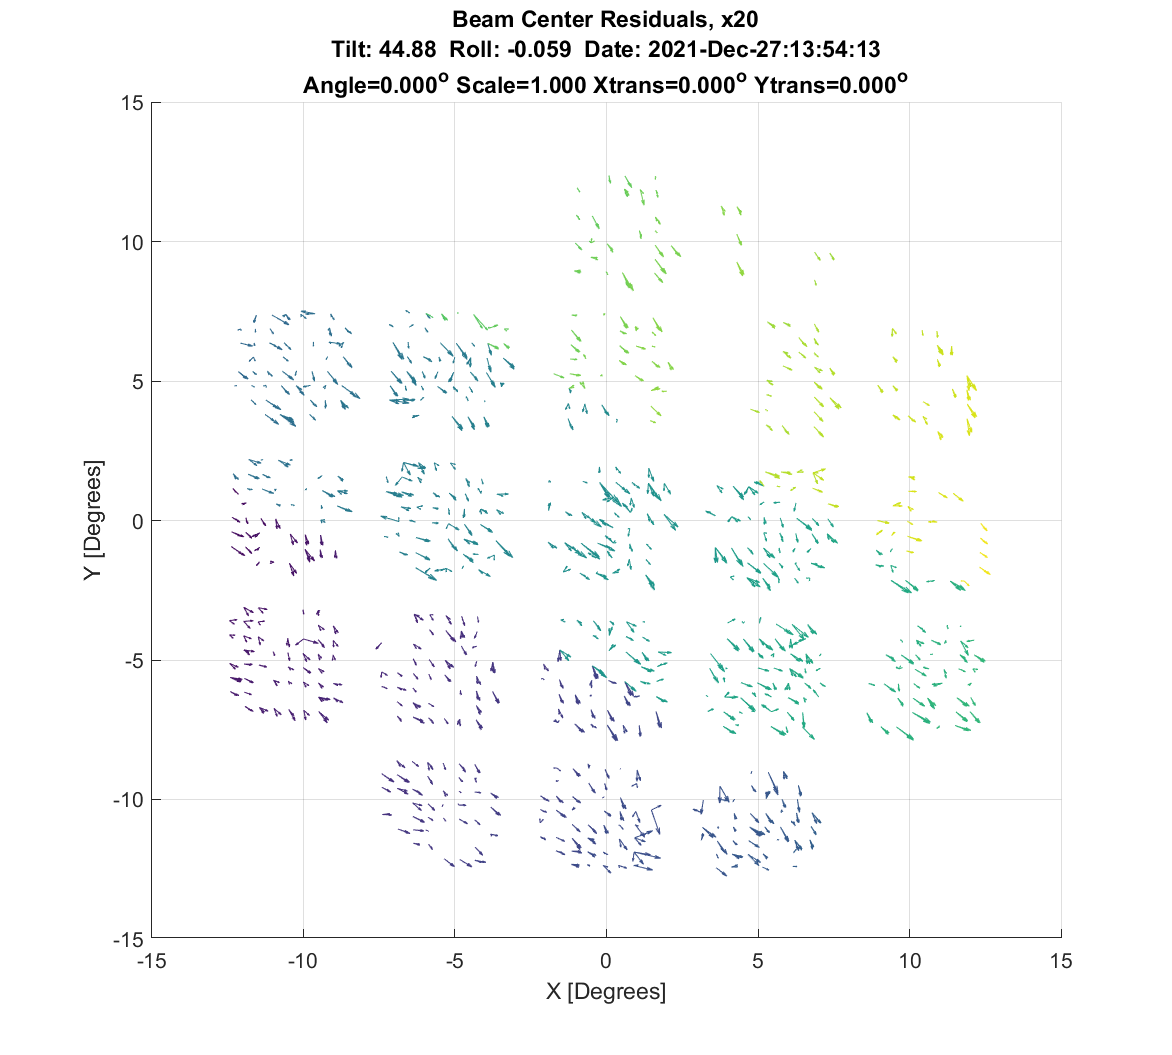 Beam Center Residuals, x20
Tilt: 44.88 Roll: -0.059 Date: 2021-Dec-27:13:54:13
Angle=0.000° Scale=1.000 Xtrans=0.000° Ytrans=0.000°
15
10
5
0
-5
-10
-15
Y [Degrees]
-15 -10 -5 0 5 10 15
X [Degrees]